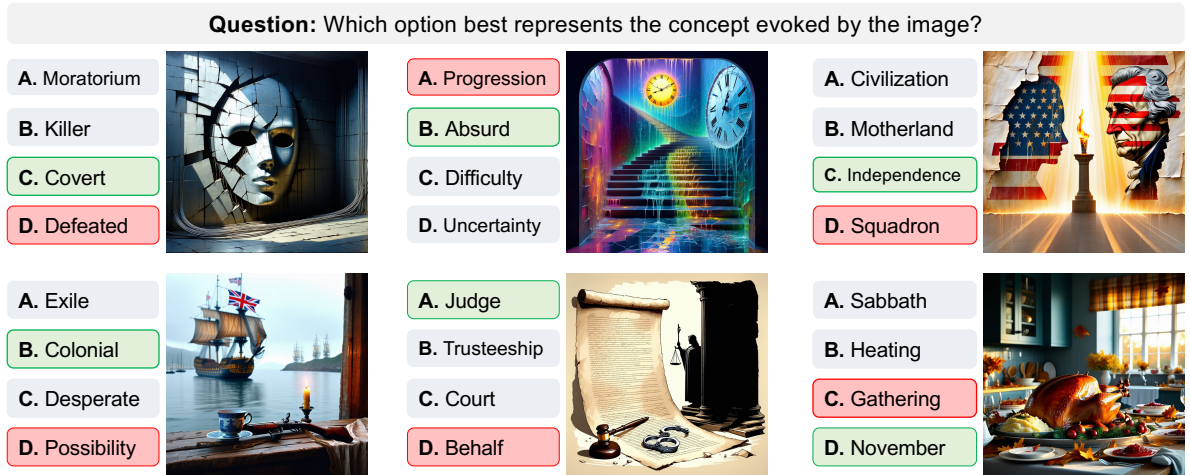 Question: Which option best represents the concept evoked by the image?
A. Moratorium
B. Killer
C. Covert
D. Defeated
A. Progression
B. Absurd
C. Difficulty
D. Uncertainty
A. Civilization
B. Motherland
C. Independence
D. Squadron
A. Exile
B. Colonial
C. Desperate
D. Possibility
A. Judge
B. Trusteeship
C. Court
D. Behalf
A. Sabbath
B. Heating
C. Gathering
D. November